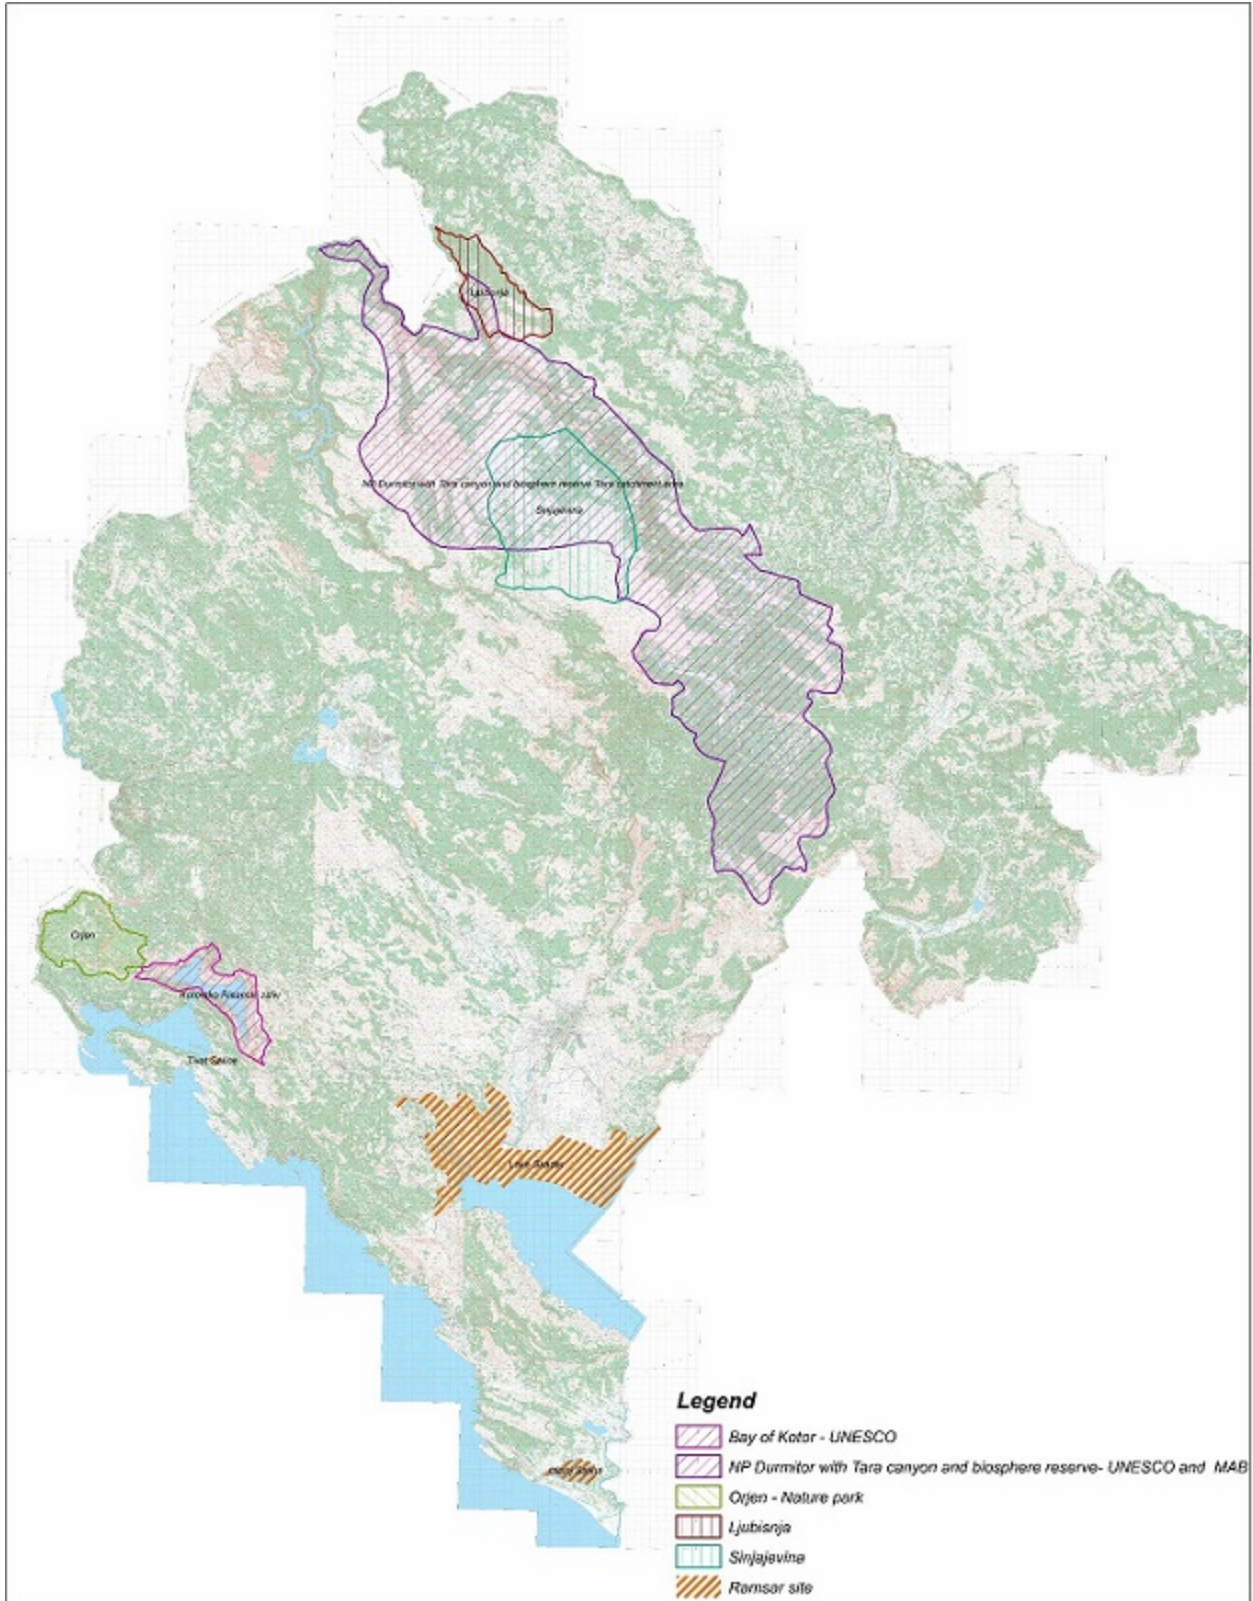 Ljubisnja
NP Durmitor with Tara canyon and biosphere reserve Tara catchment area
Sinjajevina
Orjen
Kotorsko Risanski zaliv
Tivat Saline
Lake Skadar
Legend
Bay of Kotor - UNESCO
NP Durmitor with Tara canyon and biosphere reserve- UNESCO and MAB
Orjen - Nature park
Ljubisnja
Sinjajevina
Ramsar site